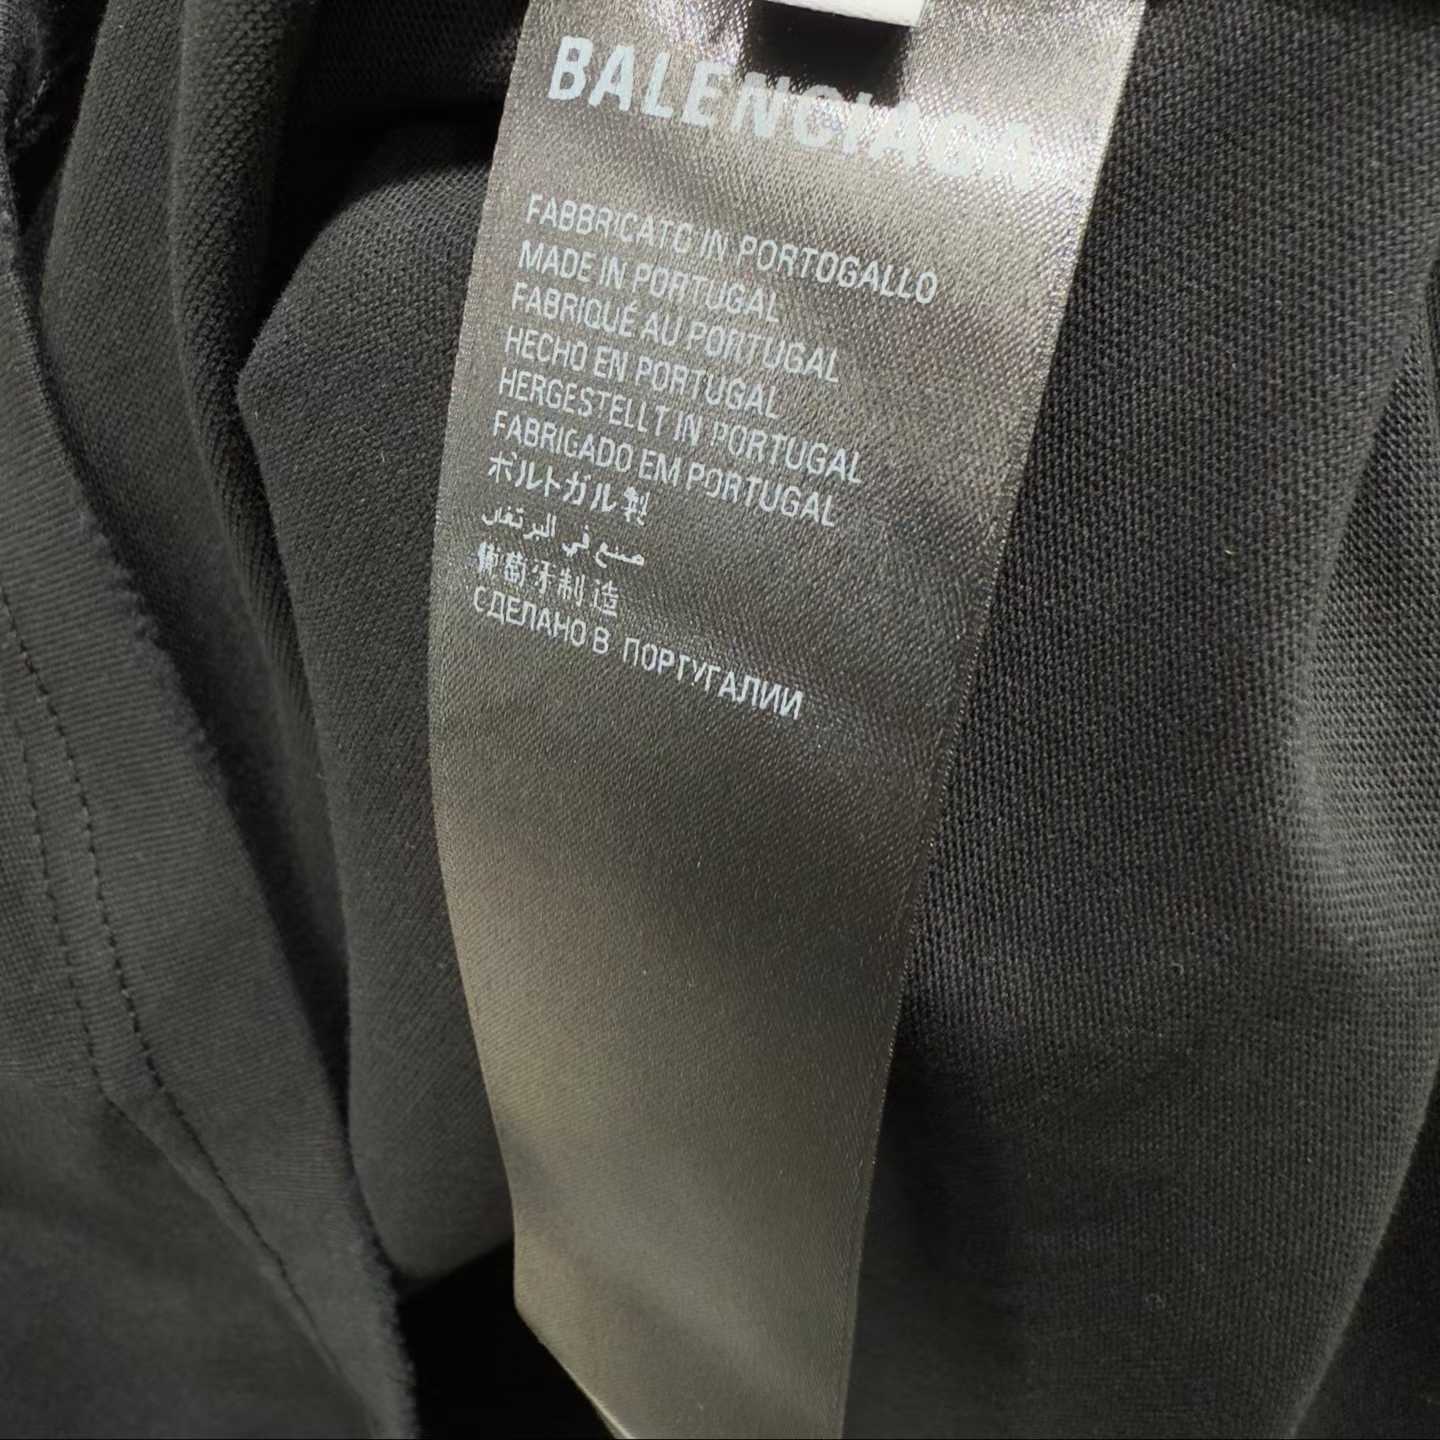 BALENCIAGA
FABBRICATO IN PORTOGALLO
MADE IN PORTUGAL
FABRIQUÉ AU PORTUGAL
HECHO EN PORTUGAL
HERGESTELLT IN PORTUGAL
FABRICADO EM PORTUGAL
ポルトガル製
صنع في البرتغال
葡萄牙制造
СДЕЛАНО В ПОРТУГАЛИИ